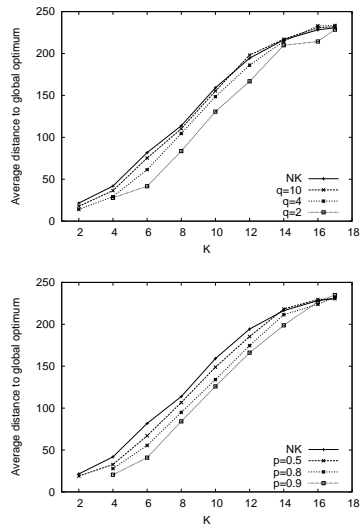 250
200
150
100
50
0
2 4 6 8 10 12 14 16 18
K
Average distance to global optimum
NK
q=10
q=4
q=2
250
200
150
100
50
0
2 4 6 8 10 12 14 16 18
K
Average distance to global optimum
NK
p=0.5
p=0.8
p=0.9